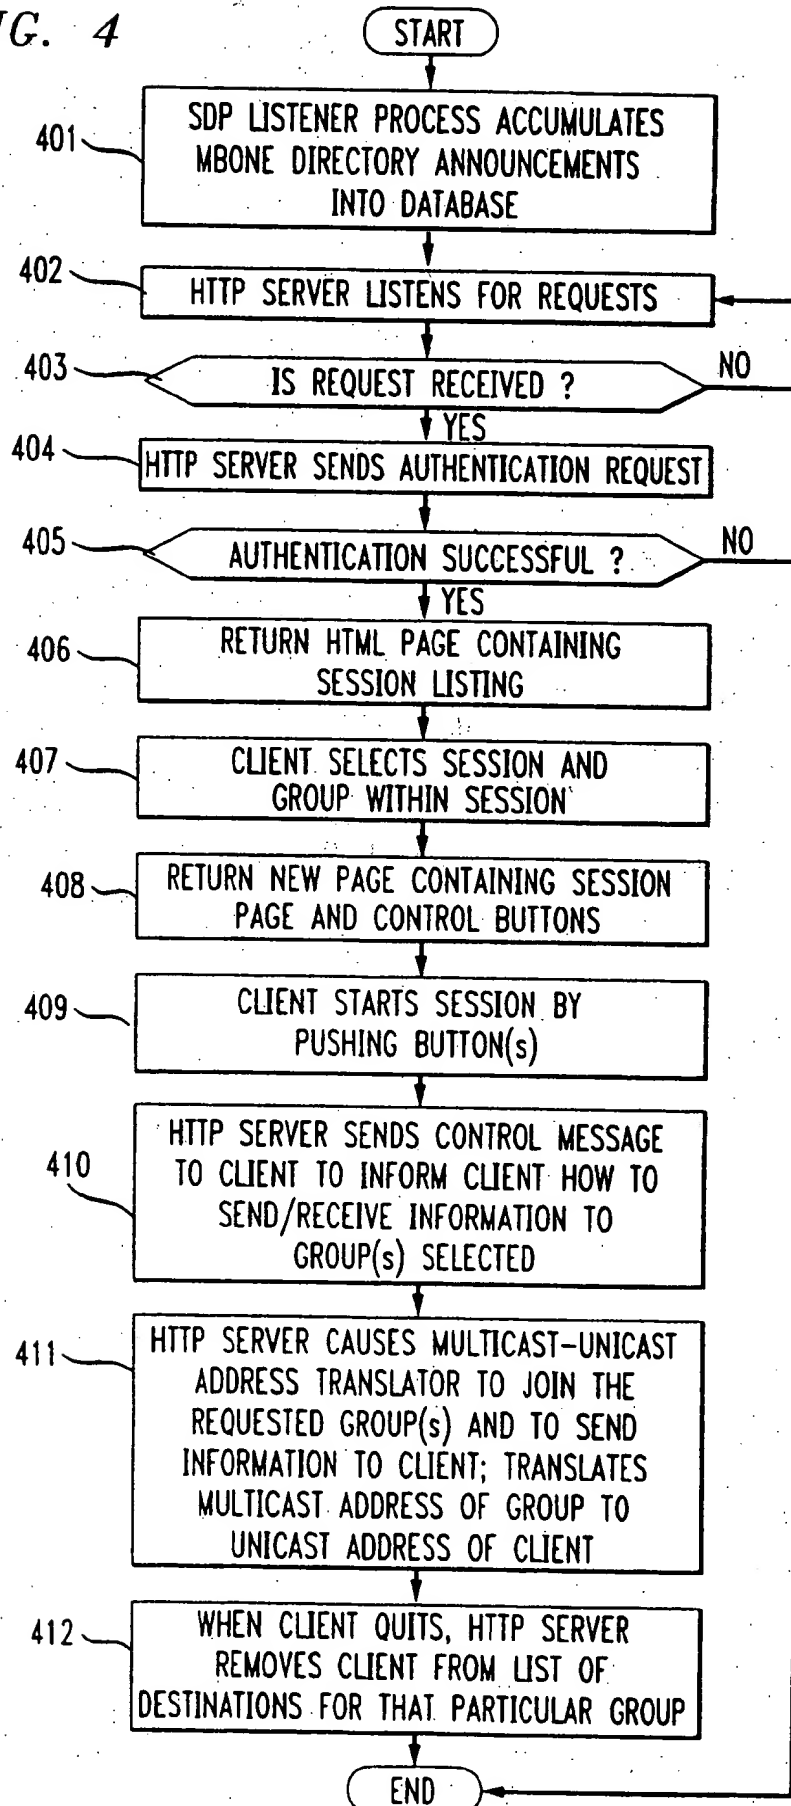 IG. 4
START
401
SDP LISTENER PROCESS ACCUMULATES
MBONE DIRECTORY ANNOUNCEMENTS
INTO DATABASE
402
HTTP SERVER LISTENS FOR REQUESTS
403
IS REQUEST RECEIVED ?
NO
YES
404
HTTP SERVER SENDS AUTHENTICATION REQUEST
405
AUTHENTICATION SUCCESSFUL ?
NO
YES
406
RETURN HTML PAGE CONTAINING
SESSION LISTING
407
CLIENT SELECTS SESSION AND
GROUP WITHIN SESSION
408
RETURN NEW PAGE CONTAINING SESSION
PAGE AND CONTROL BUTTONS
409
CLIENT STARTS SESSION BY
PUSHING BUTTON(s)
410
HTTP SERVER SENDS CONTROL MESSAGE
TO CLIENT TO INFORM CLIENT HOW TO
SEND/RECEIVE INFORMATION TO
GROUP(s) SELECTED
411
HTTP SERVER CAUSES MULTICAST-UNICAST
ADDRESS TRANSLATOR TO JOIN THE
REQUESTED GROUP(s) AND TO SEND
INFORMATION TO CLIENT; TRANSLATES
MULTICAST ADDRESS OF GROUP TO
UNICAST ADDRESS OF CLIENT
412
WHEN CLIENT QUITS, HTTP SERVER
REMOVES CLIENT FROM LIST OF
DESTINATIONS FOR THAT PARTICULAR GROUP
END